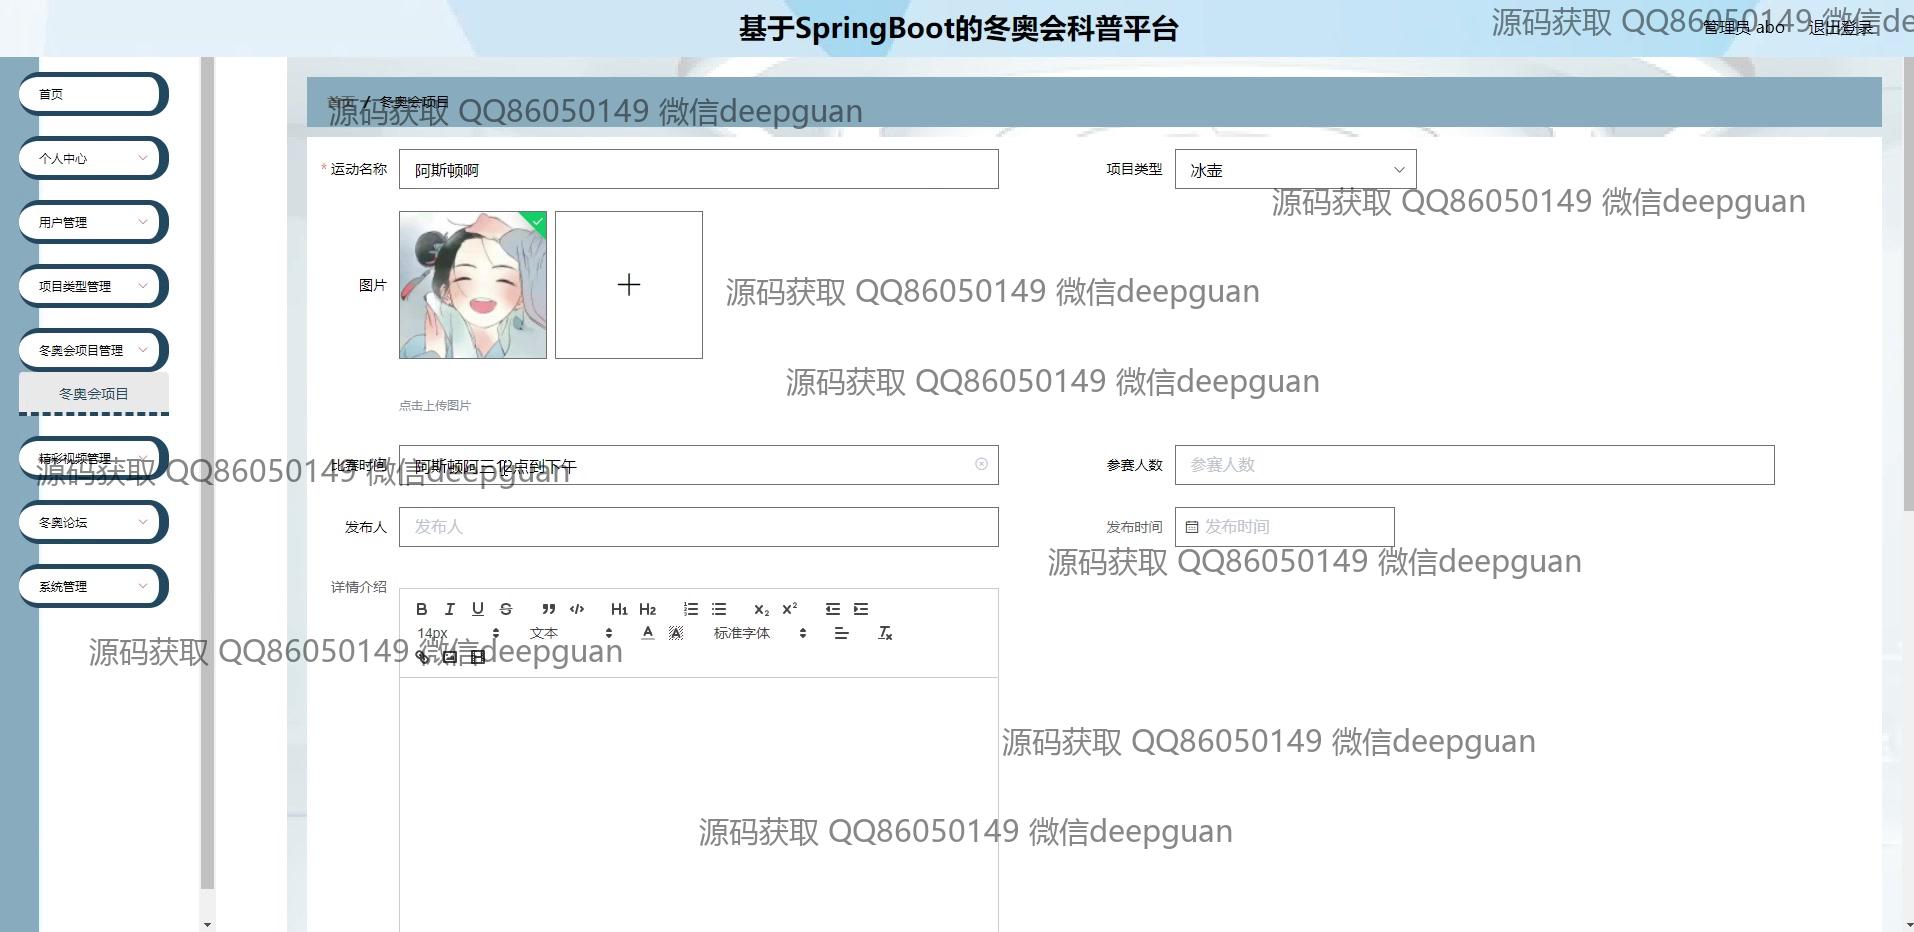 基于SpringBoot的冬奥会科普平台
管理员 abo
退出登录
源码获取 QQ86050149 微信de
首页
个人中心
用户管理
项目类型管理
冬奥会项目管理
冬奥会项目
精彩视频管理
冬奥论坛
系统管理
首页 / 冬奥会项目
源码获取 QQ86050149 微信deepguan
* 运动名称 阿斯顿啊
项目类型 冰壶
源码获取 QQ86050149 微信deepguan
图片
源码获取 QQ86050149 微信deepguan
源码获取 QQ86050149 微信deepguan
点击上传图片
比赛时间
点到下午
参赛人数 参赛人数
源码获取 QQ86050149 微信deepguan
发布人 发布人
发布时间 发布时间
源码获取 QQ86050149 微信deepguan
详情介绍
B I U S H1 H2 X₂ X²
14px 文本 A A 标准字体 Tx
源码获取 QQ86050149 微信deepguan
源码获取 QQ86050149 微信deepguan
源码获取 QQ86050149 微信deepguan